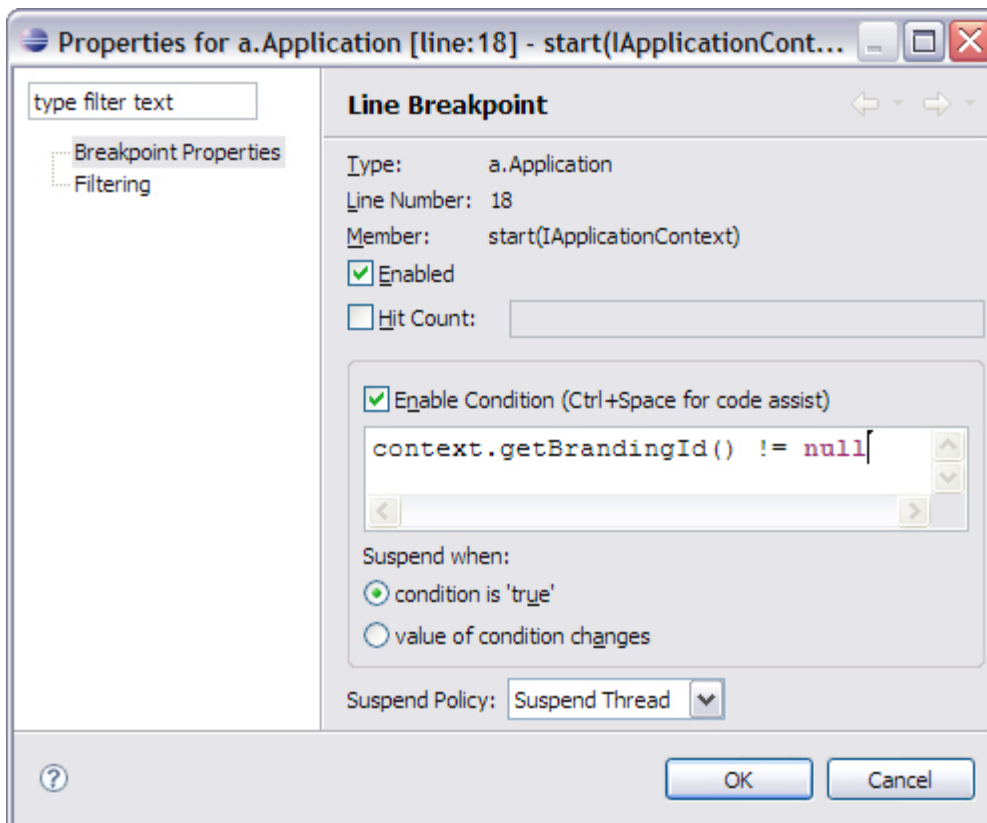 Properties for a.Application [line:18] - start(IApplicationCont...
type filter text
Breakpoint Properties
Filtering
Line Breakpoint
Type: a.Application
Line Number: 18
Member: start(IApplicationContext)
Enabled
Hit Count:
Enable Condition (Ctrl+Space for code assist)
context.getBrandingId() != null
Suspend when:
condition is 'true'
value of condition changes
Suspend Policy: Suspend Thread
OK Cancel